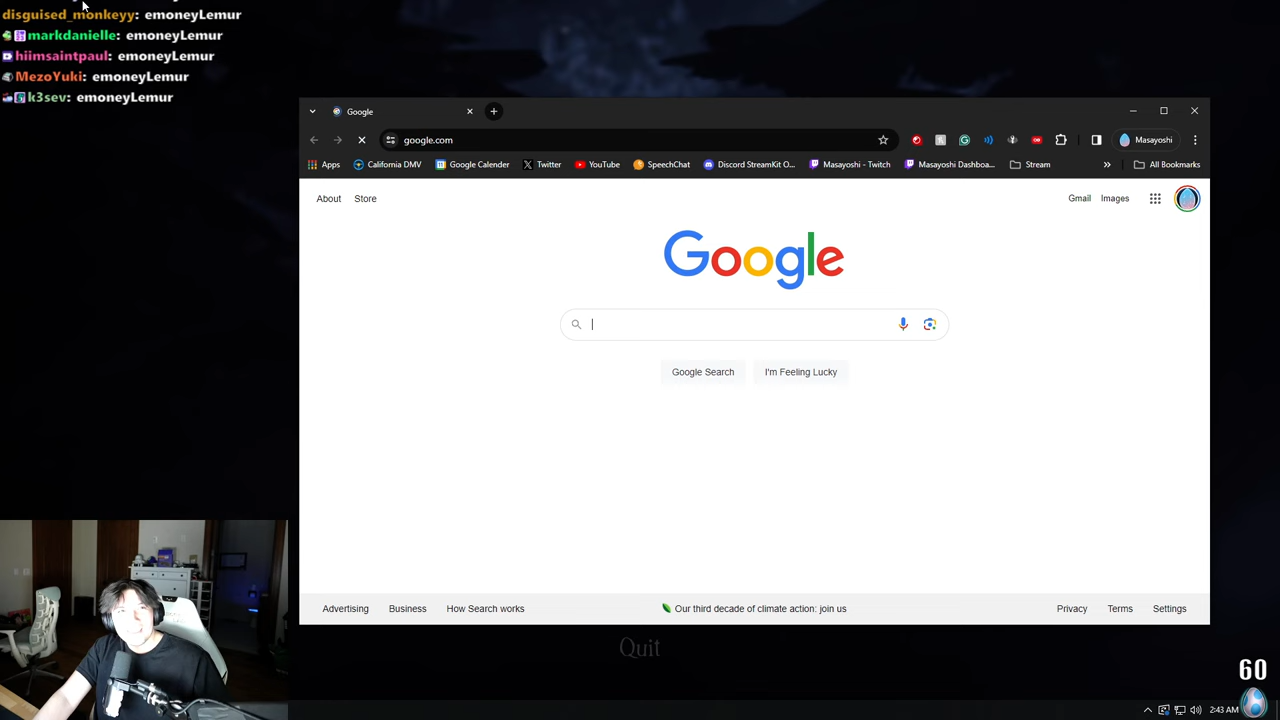 disguised_monkeyy: emoneyLemur
markdanielle: emoneyLemur
hiimsaintpaul: emoneyLemur
MezoYuki: emoneyLemur
k3sev: emoneyLemur
Google
google.com
Masayoshi
Apps California DMV Google Calender Twitter YouTube SpeechChat Discord StreamKit O... Masayoshi - Twitch Masayoshi Dashboa... Stream » All Bookmarks
About Store Gmail Images
Google
Google Search I'm Feeling Lucky
Advertising Business How Search works Our third decade of climate action: join us Privacy Terms Settings
Quit
60
2:43 AM